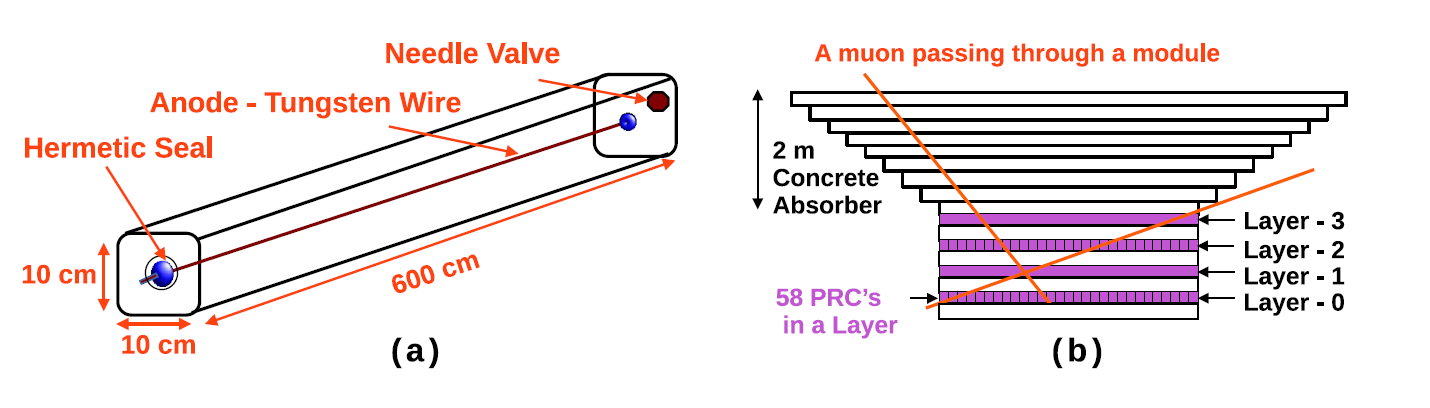 Needle Valve
Anode - Tungsten Wire
Hermetic Seal
10 cm
10 cm
600 cm
(a)
A muon passing through a module
2 m
Concrete
Absorber
Layer - 3
Layer - 2
Layer - 1
Layer - 0
58 PRC's
in a Layer
(b)